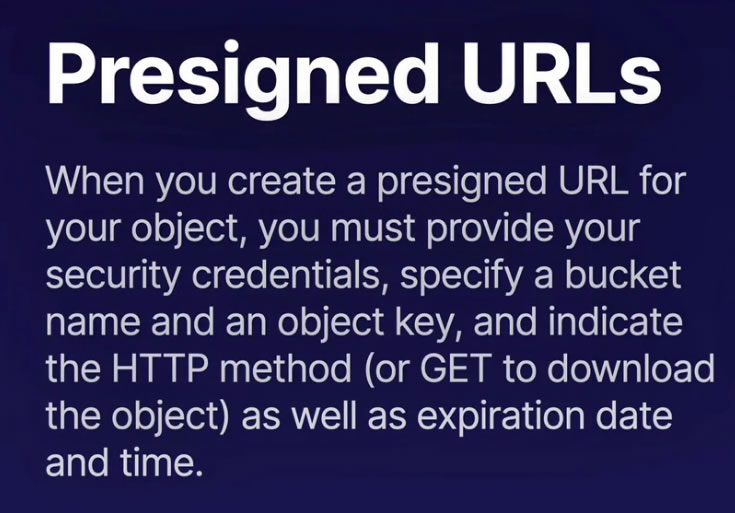 Presigned URLs
When you create a presigned URL for
your object, you must provide your
security credentials, specify a bucket
name and an object key, and indicate
the HTTP method (or GET to download
the object) as well as expiration date
and time.